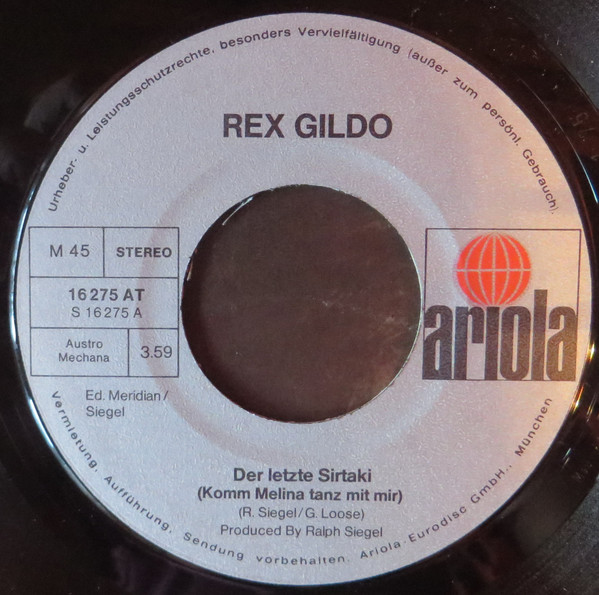 Urheber- u. Leistungsschutzrechte, besonders Vervielfältigung (außer zum persönl. Gebrauch).
REX GILDO
M 45
STEREO
16 275 AT
S 16 275 A
Austro
Mechana
3.59
ariola
Ed. Meridian/
Siegel
Der letzte Sirtaki
(Komm Melina tanz mit mir)
(R. Siegel/G. Loose)
Produced By Ralph Siegel
Vermietung, Aufführung, Sendung vorbehalten. Ariola-Eurodisc GmbH., München